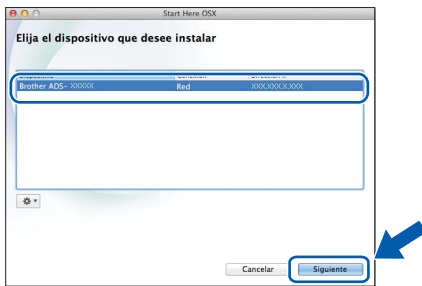 Start Here OSX
Elija el dispositivo que desee instalar
Brother ADS- XXXXX Red XXX.XXX.X.XXX
Cancelar Siguiente